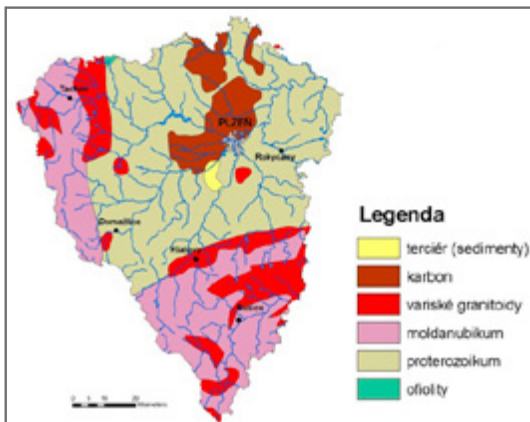 Tachov
PLZEŇ
Rokycany
Domažlice
Klatovy
Legenda
terciér (sedimenty)
karbon
variské granitoidy
moldanubikum
proterozoikum
ofiolity